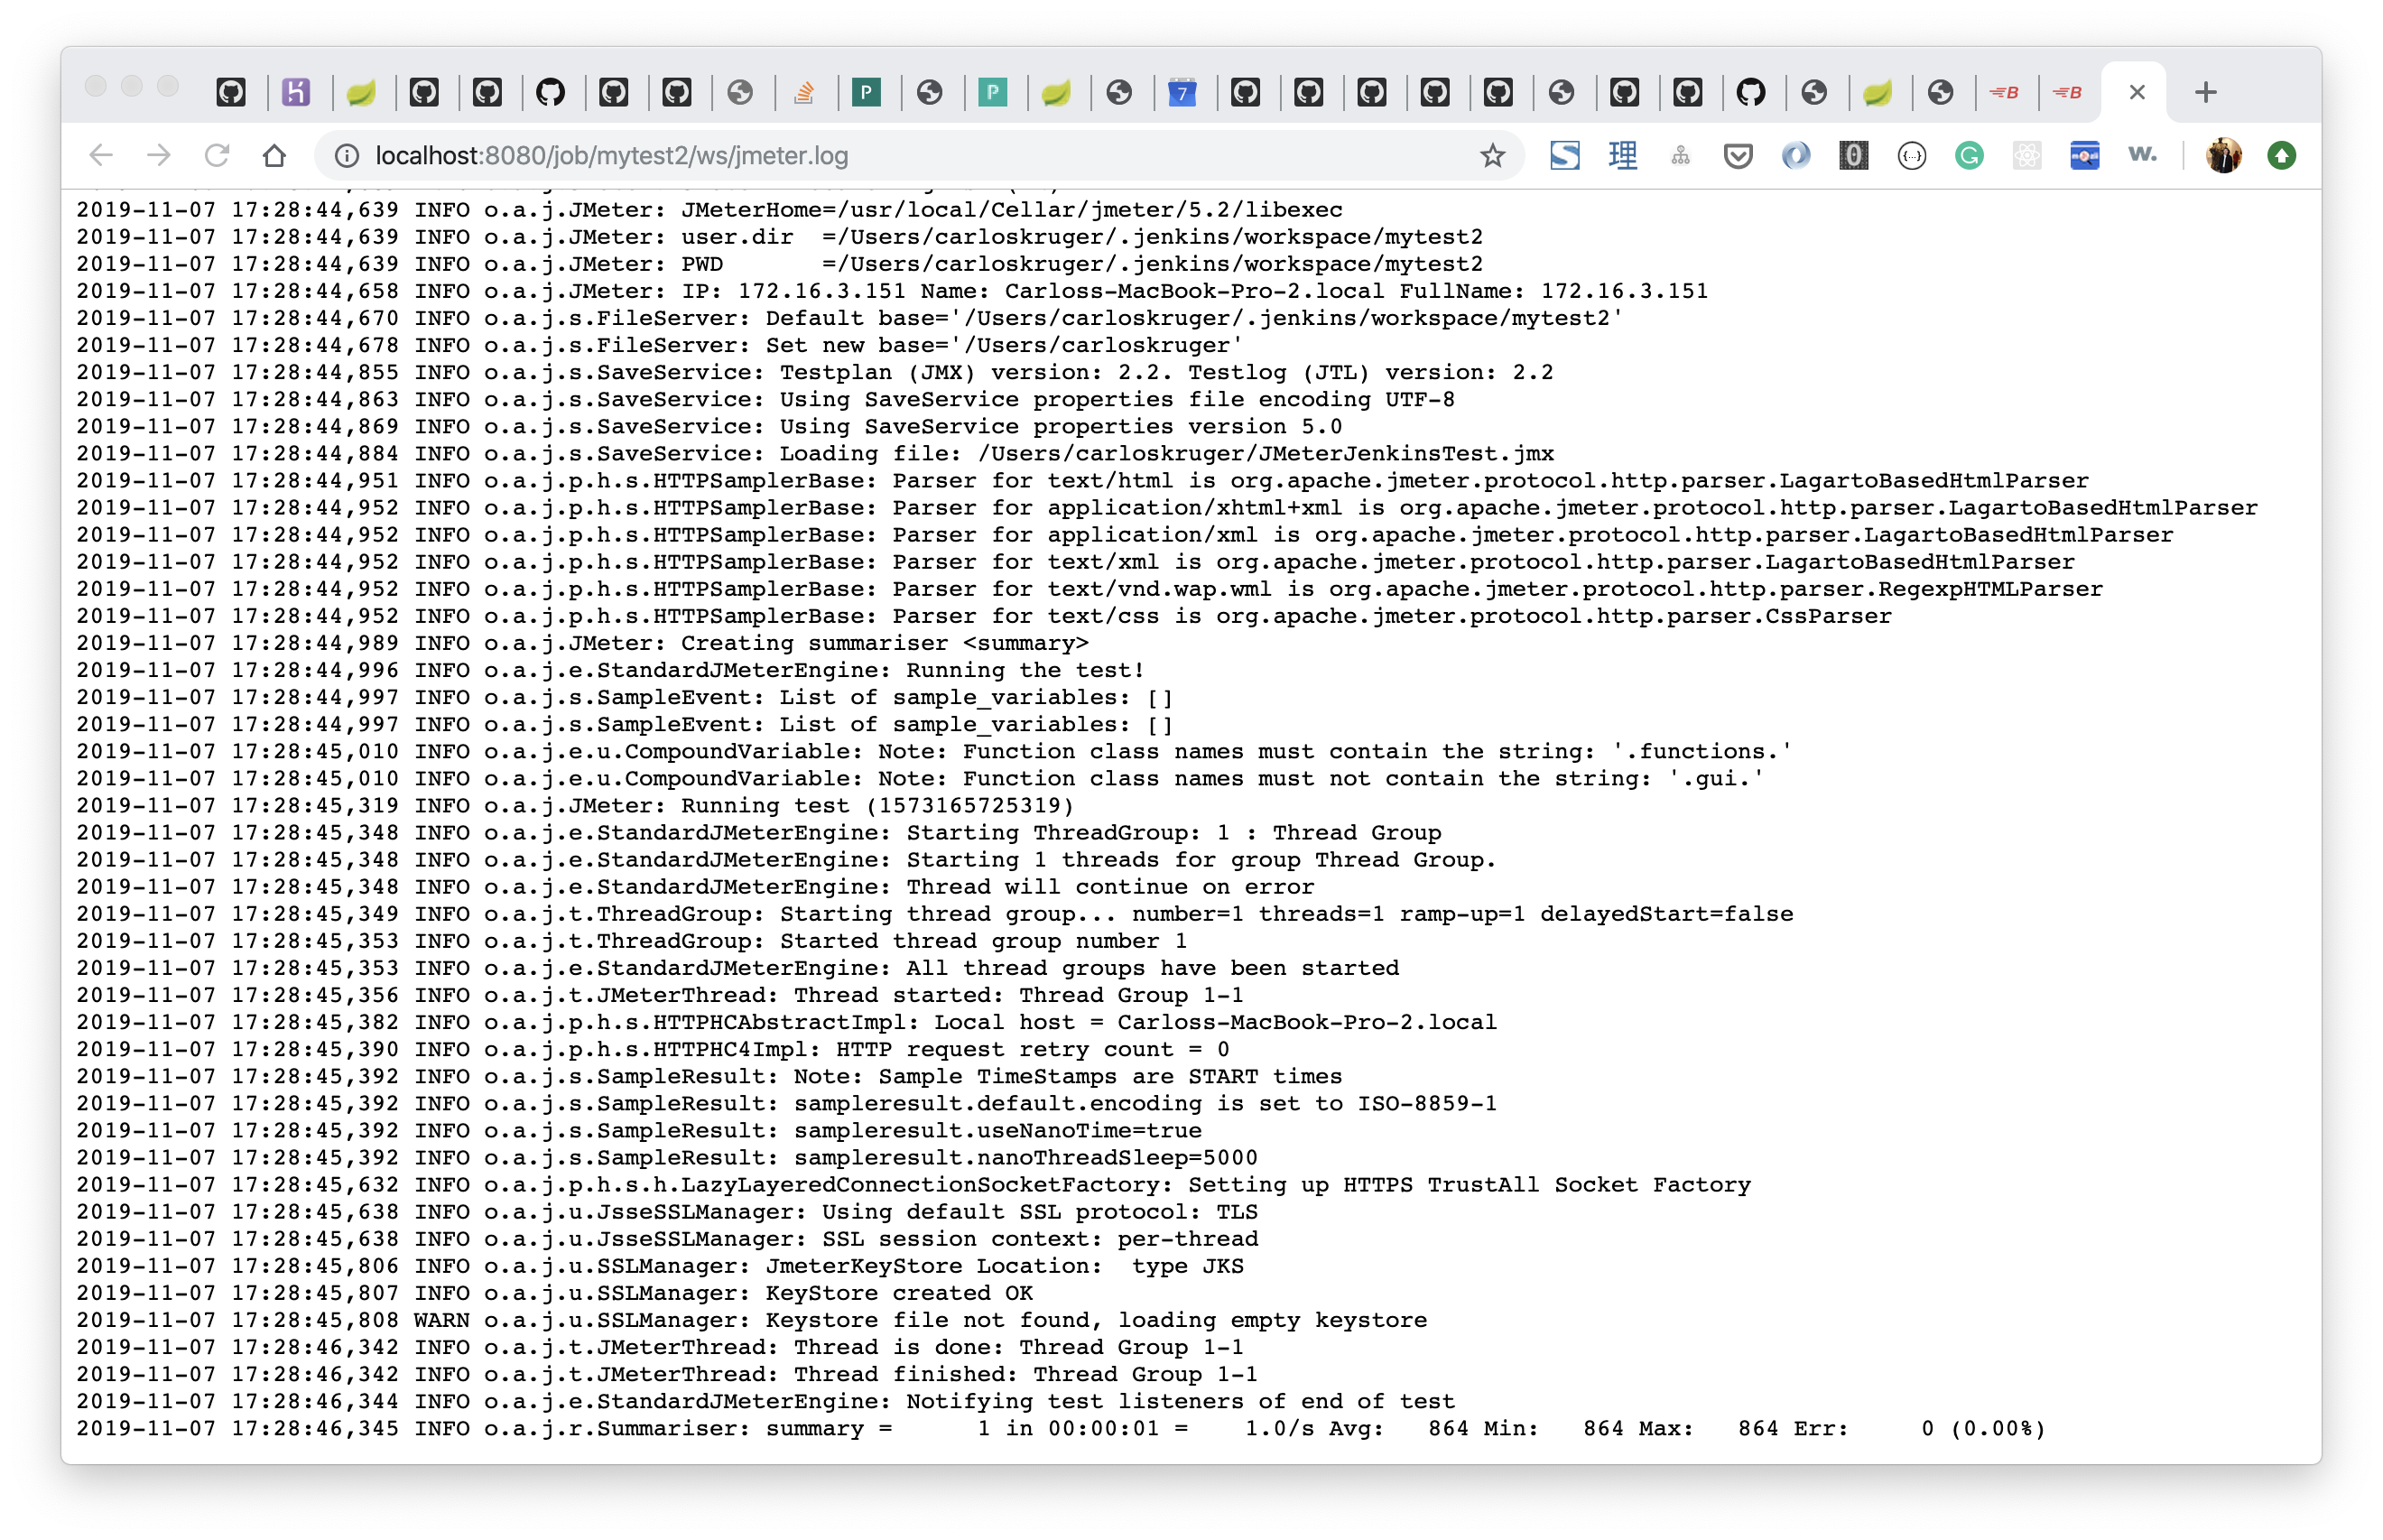 localhost:8080/job/mytest2/ws/jmeter.log
2019-11-07 17:28:44,639 INFO o.a.j.JMeter: JMeterHome=/usr/local/Cellar/jmeter/5.2/libexec
2019-11-07 17:28:44,639 INFO o.a.j.JMeter: user.dir  =/Users/carloskruger/.jenkins/workspace/mytest2
2019-11-07 17:28:44,639 INFO o.a.j.JMeter: PWD       =/Users/carloskruger/.jenkins/workspace/mytest2
2019-11-07 17:28:44,658 INFO o.a.j.JMeter: IP: 172.16.3.151 Name: Carloss-MacBook-Pro-2.local FullName: 172.16.3.151
2019-11-07 17:28:44,670 INFO o.a.j.s.FileServer: Default base='/Users/carloskruger/.jenkins/workspace/mytest2'
2019-11-07 17:28:44,678 INFO o.a.j.s.FileServer: Set new base='/Users/carloskruger'
2019-11-07 17:28:44,855 INFO o.a.j.s.SaveService: Testplan (JMX) version: 2.2. Testlog (JTL) version: 2.2
2019-11-07 17:28:44,863 INFO o.a.j.s.SaveService: Using SaveService properties file encoding UTF-8
2019-11-07 17:28:44,869 INFO o.a.j.s.SaveService: Using SaveService properties version 5.0
2019-11-07 17:28:44,884 INFO o.a.j.s.SaveService: Loading file: /Users/carloskruger/JMeterJenkinsTest.jmx
2019-11-07 17:28:44,951 INFO o.a.j.p.h.s.HTTPSamplerBase: Parser for text/html is org.apache.jmeter.protocol.http.parser.LagartoBasedHtmlParser
2019-11-07 17:28:44,952 INFO o.a.j.p.h.s.HTTPSamplerBase: Parser for application/xhtml+xml is org.apache.jmeter.protocol.http.parser.LagartoBasedHtmlParser
2019-11-07 17:28:44,952 INFO o.a.j.p.h.s.HTTPSamplerBase: Parser for application/xml is org.apache.jmeter.protocol.http.parser.LagartoBasedHtmlParser
2019-11-07 17:28:44,952 INFO o.a.j.p.h.s.HTTPSamplerBase: Parser for text/xml is org.apache.jmeter.protocol.http.parser.LagartoBasedHtmlParser
2019-11-07 17:28:44,952 INFO o.a.j.p.h.s.HTTPSamplerBase: Parser for text/vnd.wap.wml is org.apache.jmeter.protocol.http.parser.RegexpHTMLParser
2019-11-07 17:28:44,952 INFO o.a.j.p.h.s.HTTPSamplerBase: Parser for text/css is org.apache.jmeter.protocol.http.parser.CssParser
2019-11-07 17:28:44,989 INFO o.a.j.JMeter: Creating summariser <summary>
2019-11-07 17:28:44,996 INFO o.a.j.e.StandardJMeterEngine: Running the test!
2019-11-07 17:28:44,997 INFO o.a.j.s.SampleEvent: List of sample_variables: []
2019-11-07 17:28:44,997 INFO o.a.j.s.SampleEvent: List of sample_variables: []
2019-11-07 17:28:45,010 INFO o.a.j.e.u.CompoundVariable: Note: Function class names must contain the string: '.functions.'
2019-11-07 17:28:45,010 INFO o.a.j.e.u.CompoundVariable: Note: Function class names must not contain the string: '.gui.'
2019-11-07 17:28:45,319 INFO o.a.j.JMeter: Running test (1573165725319)
2019-11-07 17:28:45,348 INFO o.a.j.e.StandardJMeterEngine: Starting ThreadGroup: 1 : Thread Group
2019-11-07 17:28:45,348 INFO o.a.j.e.StandardJMeterEngine: Starting 1 threads for group Thread Group.
2019-11-07 17:28:45,348 INFO o.a.j.e.StandardJMeterEngine: Thread will continue on error
2019-11-07 17:28:45,349 INFO o.a.j.t.ThreadGroup: Starting thread group... number=1 threads=1 ramp-up=1 delayedStart=false
2019-11-07 17:28:45,353 INFO o.a.j.t.ThreadGroup: Started thread group number 1
2019-11-07 17:28:45,353 INFO o.a.j.e.StandardJMeterEngine: All thread groups have been started
2019-11-07 17:28:45,356 INFO o.a.j.t.JMeterThread: Thread started: Thread Group 1-1
2019-11-07 17:28:45,382 INFO o.a.j.p.h.s.HTTPHCAbstractImpl: Local host = Carloss-MacBook-Pro-2.local
2019-11-07 17:28:45,390 INFO o.a.j.p.h.s.HTTPHC4Impl: HTTP request retry count = 0
2019-11-07 17:28:45,392 INFO o.a.j.s.SampleResult: Note: Sample TimeStamps are START times
2019-11-07 17:28:45,392 INFO o.a.j.s.SampleResult: sampleresult.default.encoding is set to ISO-8859-1
2019-11-07 17:28:45,392 INFO o.a.j.s.SampleResult: sampleresult.useNanoTime=true
2019-11-07 17:28:45,392 INFO o.a.j.s.SampleResult: sampleresult.nanoThreadSleep=5000
2019-11-07 17:28:45,632 INFO o.a.j.p.h.s.h.LazyLayeredConnectionSocketFactory: Setting up HTTPS TrustAll Socket Factory
2019-11-07 17:28:45,638 INFO o.a.j.u.JsseSSLManager: Using default SSL protocol: TLS
2019-11-07 17:28:45,638 INFO o.a.j.u.JsseSSLManager: SSL session context: per-thread
2019-11-07 17:28:45,806 INFO o.a.j.u.SSLManager: JmeterKeyStore Location:  type JKS
2019-11-07 17:28:45,807 INFO o.a.j.u.SSLManager: KeyStore created OK
2019-11-07 17:28:45,808 WARN o.a.j.u.SSLManager: Keystore file not found, loading empty keystore
2019-11-07 17:28:46,342 INFO o.a.j.t.JMeterThread: Thread is done: Thread Group 1-1
2019-11-07 17:28:46,342 INFO o.a.j.t.JMeterThread: Thread finished: Thread Group 1-1
2019-11-07 17:28:46,344 INFO o.a.j.e.StandardJMeterEngine: Notifying test listeners of end of test
2019-11-07 17:28:46,345 INFO o.a.j.r.Summariser: summary =      1 in 00:00:01 =    1.0/s Avg:   864 Min:   864 Max:   864 Err:     0 (0.00%)